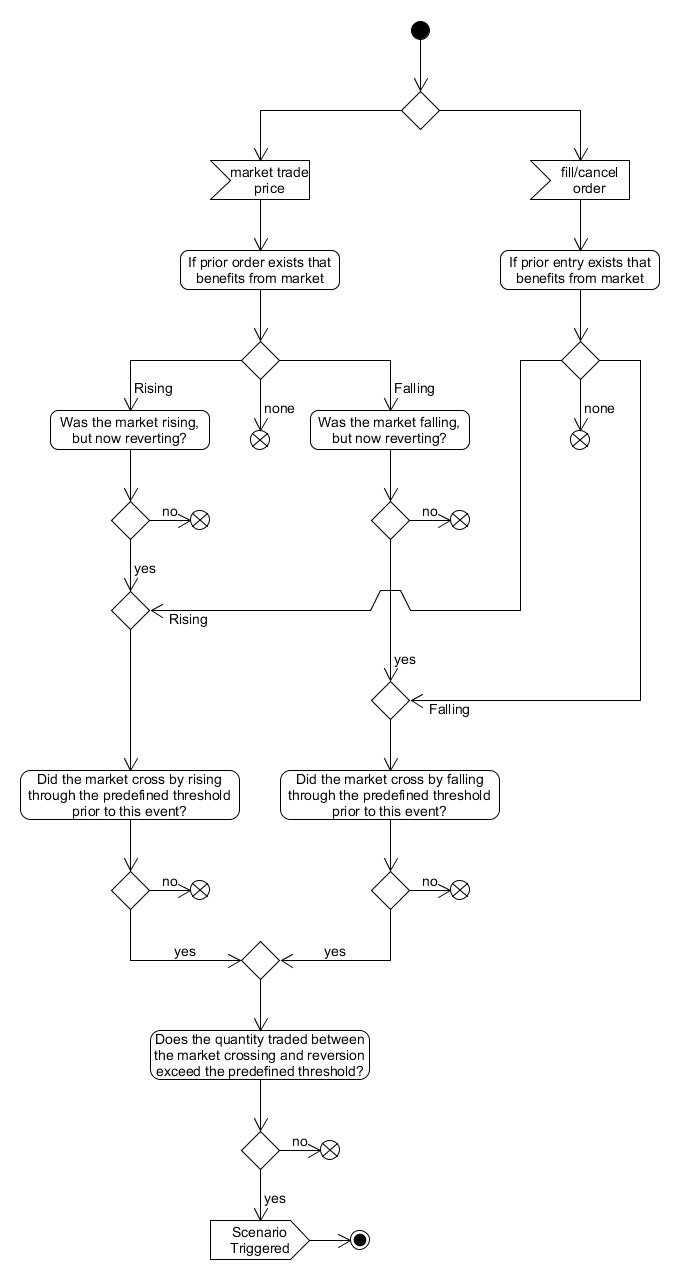 market trade
price
fill/cancel
order
If prior order exists that
benefits from market
If prior entry exists that
benefits from market
Rising
none
Falling
none
Was the market rising,
but now reverting?
Was the market falling,
but now reverting?
no
no
yes
Rising
yes
Falling
Did the market cross by rising
through the predefined threshold
prior to this event?
Did the market cross by falling
through the predefined threshold
prior to this event?
no
no
yes
yes
Does the quantity traded between
the market crossing and reversion
exceed the predefined threshold?
no
yes
Scenario
Triggered